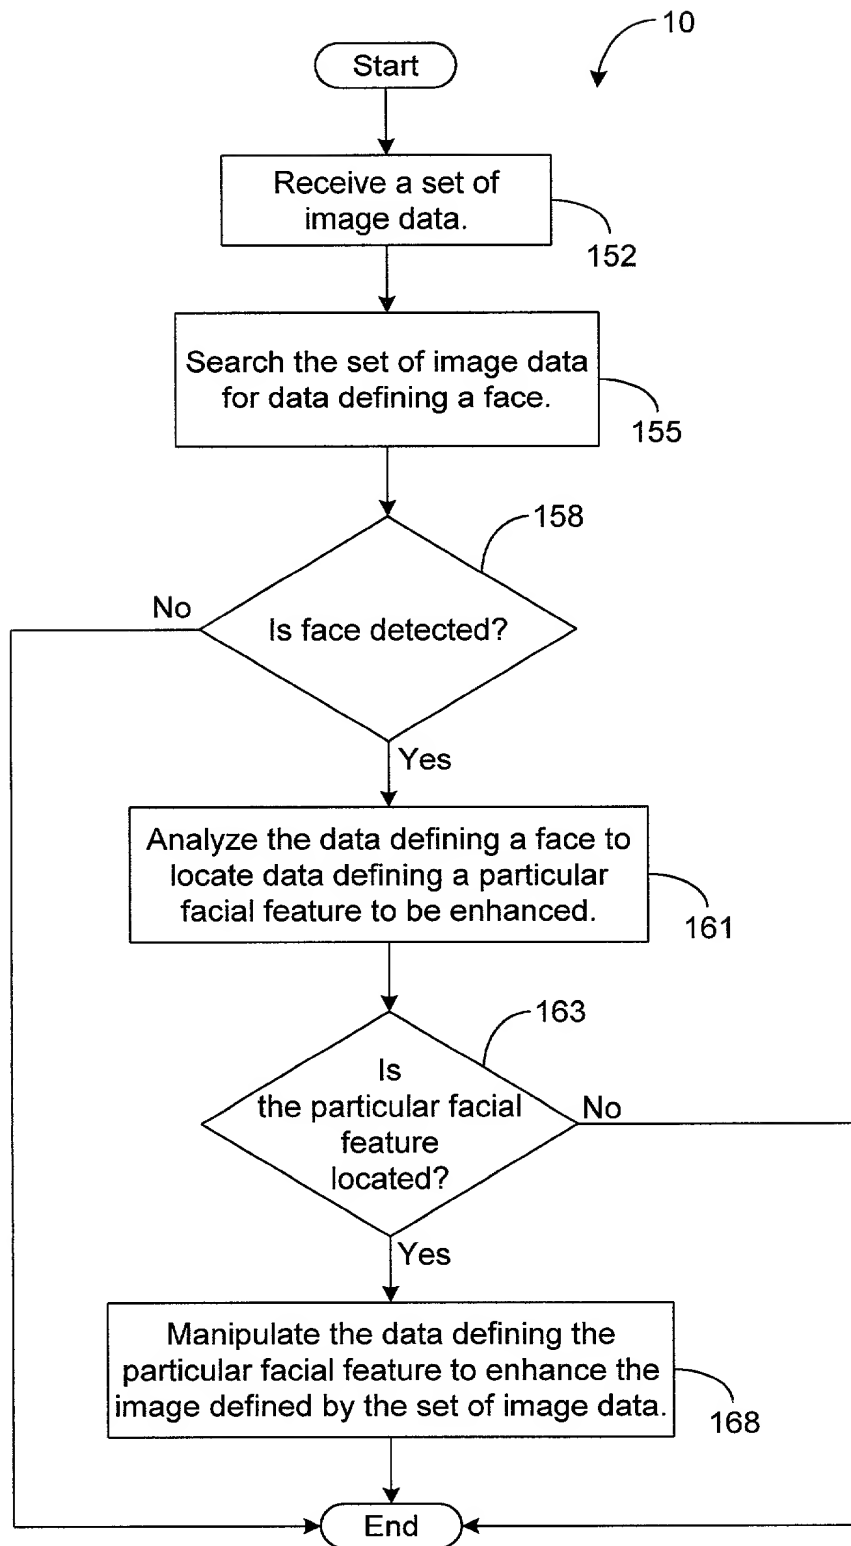 10
Start
Receive a set of
image data.
152
Search the set of image data
for data defining a face.
155
158
No
Is face detected?
Yes
Analyze the data defining a face to
locate data defining a particular
facial feature to be enhanced.
161
163
Is
the particular facial
feature
located?
No
Yes
Manipulate the data defining the
particular facial feature to enhance the
image defined by the set of image data.
168
End